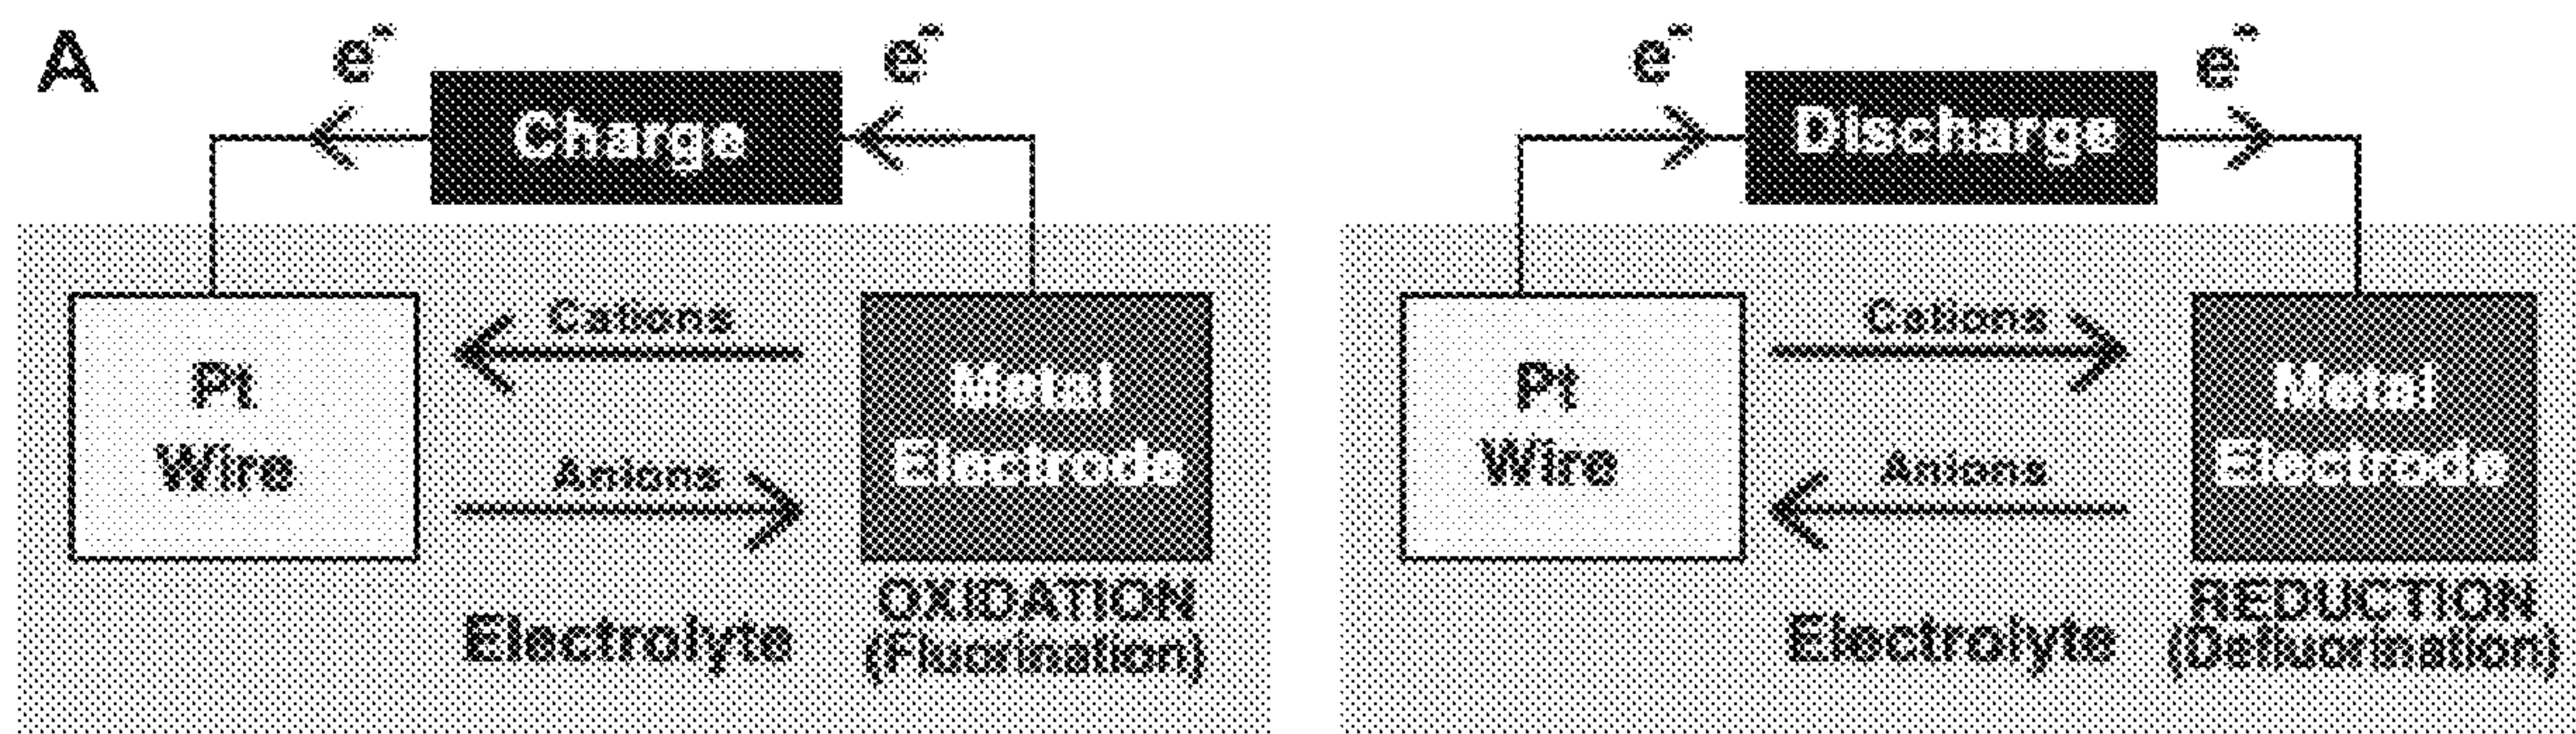 A
e⁻ e⁻
Charge
Pt
Wire
Cations
Anions
Metal
Electrode
Electrolyte
OXIDATION
(Fluorination)
e⁻ e⁻
Discharge
Pt
Wire
Cations
Anions
Metal
Electrode
Electrolyte
REDUCTION
(Defluorination)